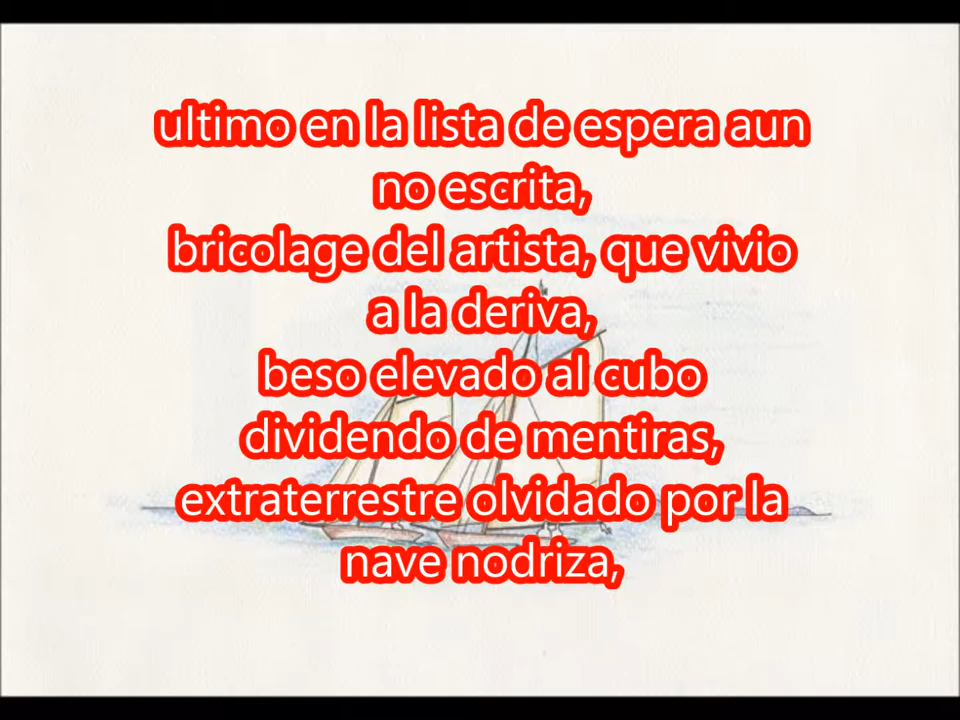 ultimo en la lista de espera aun
no escrita,
bricolage del artista, que vivio
a la deriva,
beso elevado al cubo
dividendo de mentiras,
extraterrestre olvidado por la
nave nodriza,